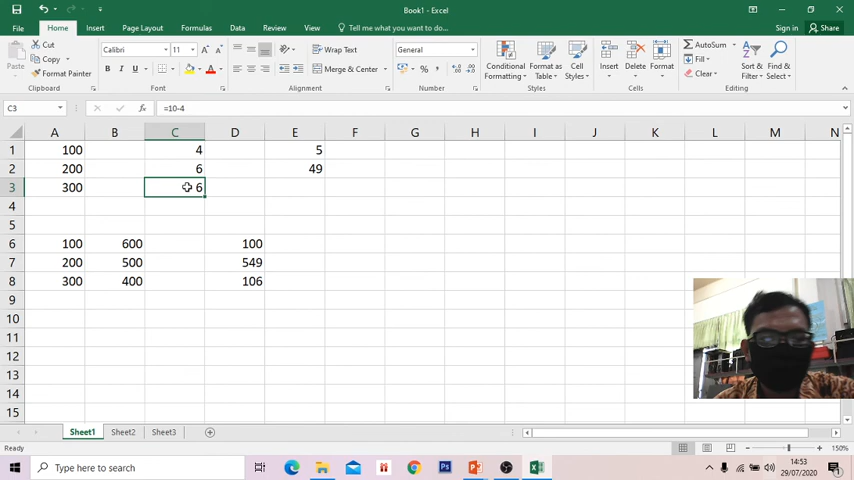 Book1 - Excel
File Home Insert Page Layout Formulas Data Review View Tell me what you want to do... Sign in Share
Paste Cut Copy Format Painter Clipboard
Calibri 11 A A B I U A Font
Wrap Text Merge & Center Alignment
General % , Number
Conditional Formatting Format as Table Cell Styles Styles
Insert Delete Format Cells
AutoSum Fill Clear Sort & Filter Find & Select Editing
C3 fx =10-4
A B C D E F G H I J K L M N
1 100 4 5
2 200 6 49
3 300 6
4
5
6 100 600 100
7 200 500 549
8 300 400 106
9
10
11
12
13
14
15
Sheet1 Sheet2 Sheet3
Ready 150%
Type here to search Ps 14:53
29/07/2020